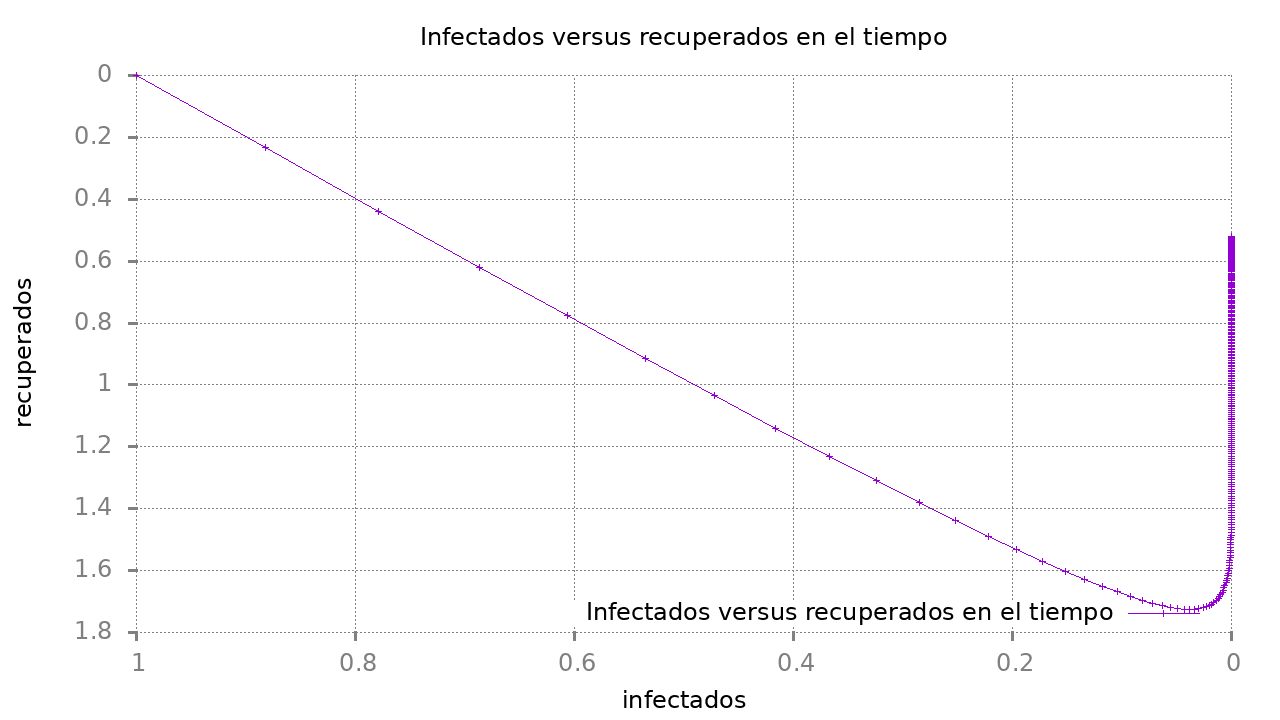 Infectados versus recuperados en el tiempo
0
0.2
0.4
0.6
0.8
1
1.2
1.4
1.6
1.8
recuperados
Infectados versus recuperados en el tiempo
1 0.8 0.6 0.4 0.2 0
infectados